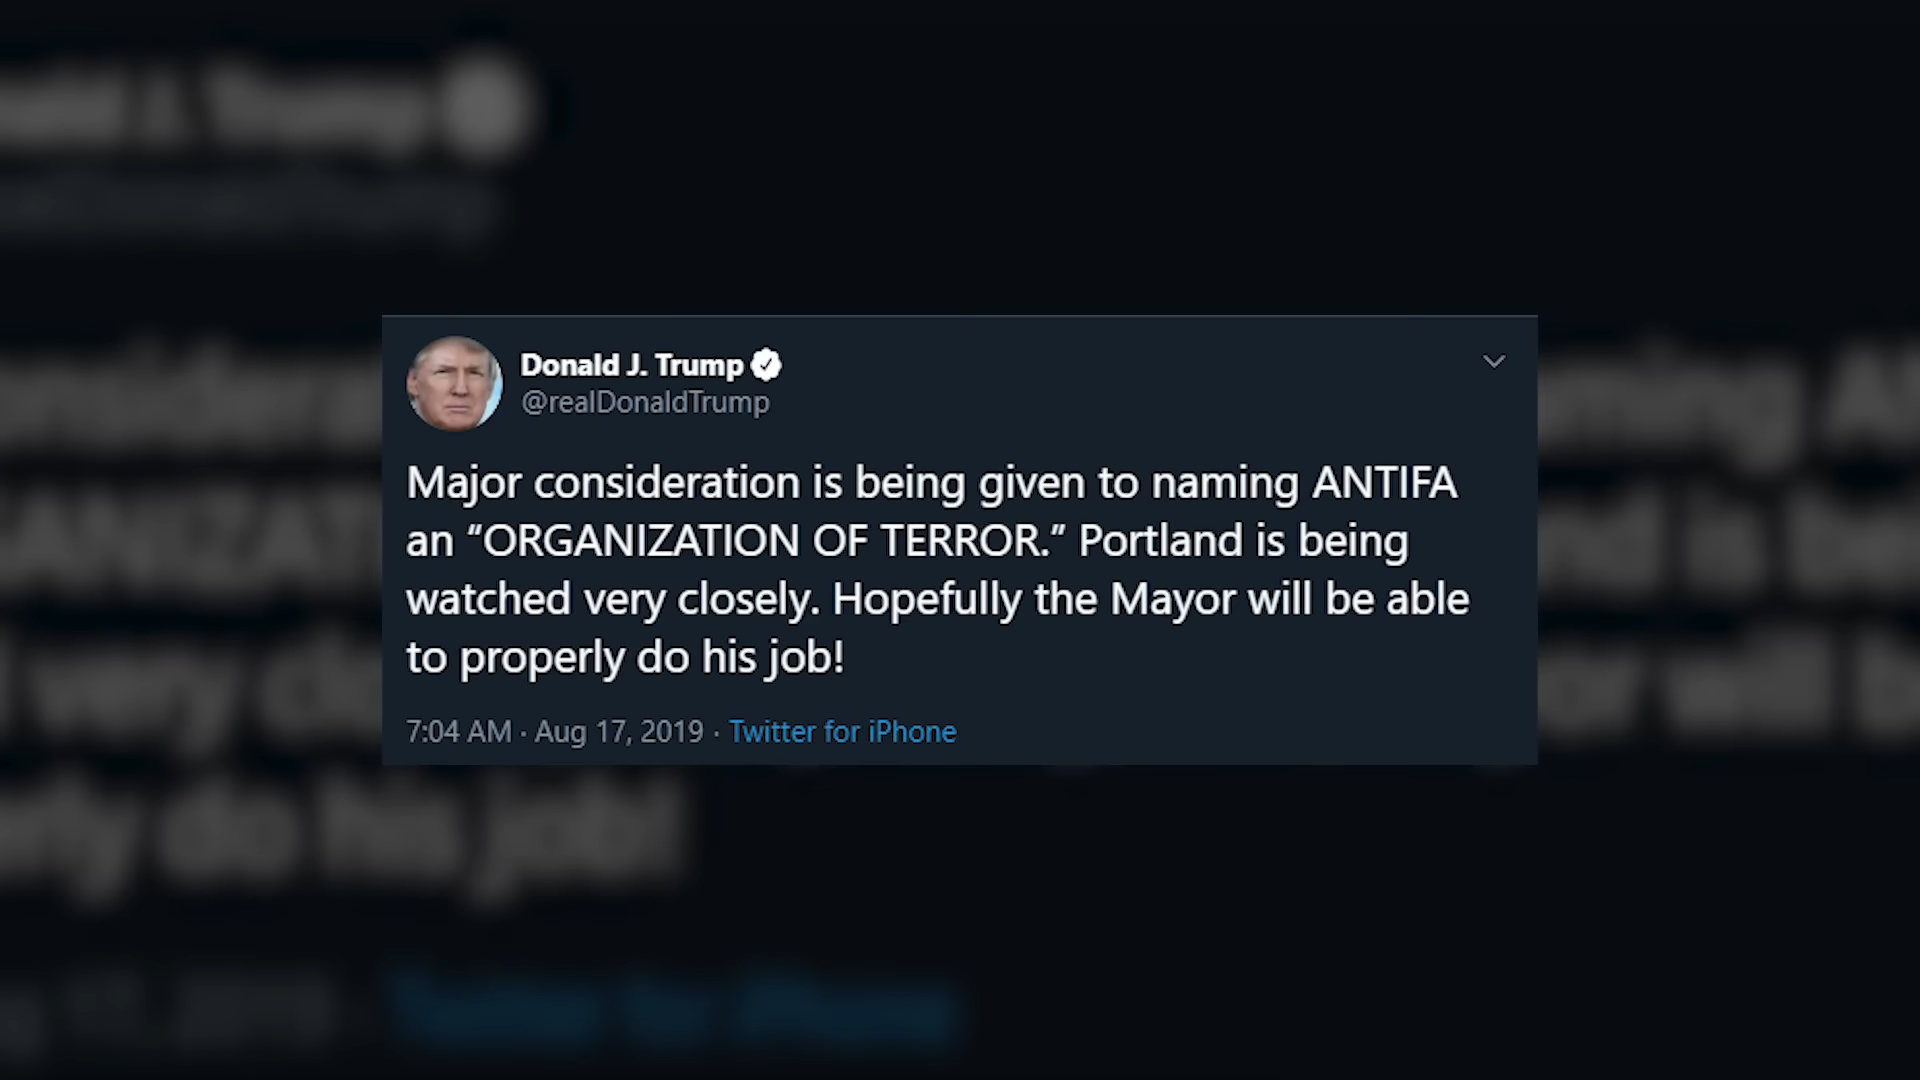 Donald J. Trump
@realDonaldTrump
Major consideration is being given to naming ANTIFA
an “ORGANIZATION OF TERROR.” Portland is being
watched very closely. Hopefully the Mayor will be able
to properly do his job!
7:04 AM · Aug 17, 2019 · Twitter for iPhone